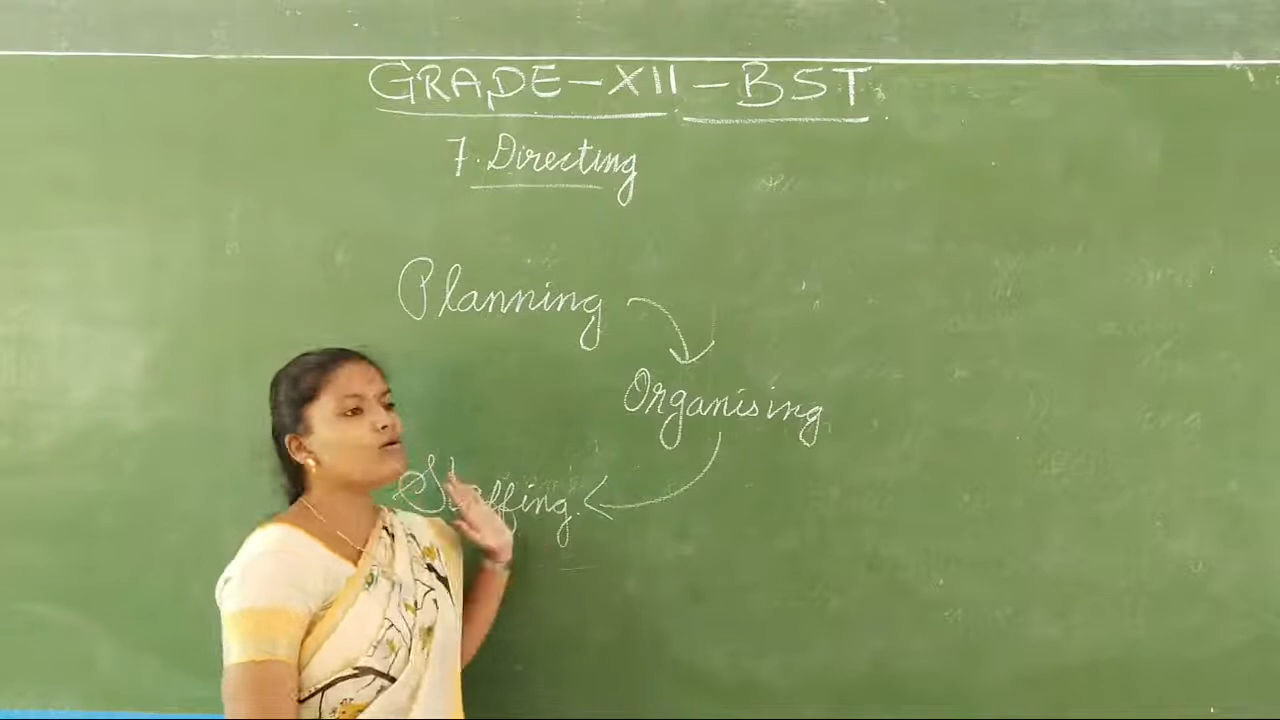 GRADE-XII-BST
7. Directing
Planning
Organising
Staffing.